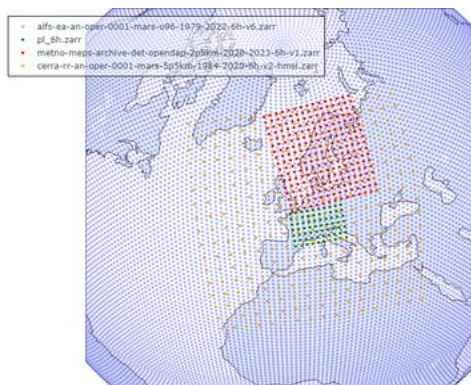 aifs-ea-an-oper-0001-mars-o96-1979-2022-6h-v6.zarr
pl_6h.zarr
metno-meps-archive-det-opendap-2p5km-2020-2023-6h-v1.zarr
cerra-rr-an-oper-0001-mars-5p5km-1984-2020-6h-v2-hmsi.zarr